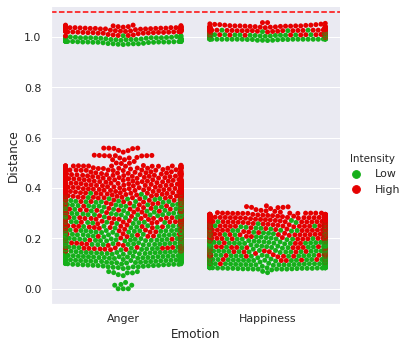 1.0
0.8
0.6
0.4
0.2
0.0
Distance
Anger
Happiness
Emotion
Intensity
Low
High